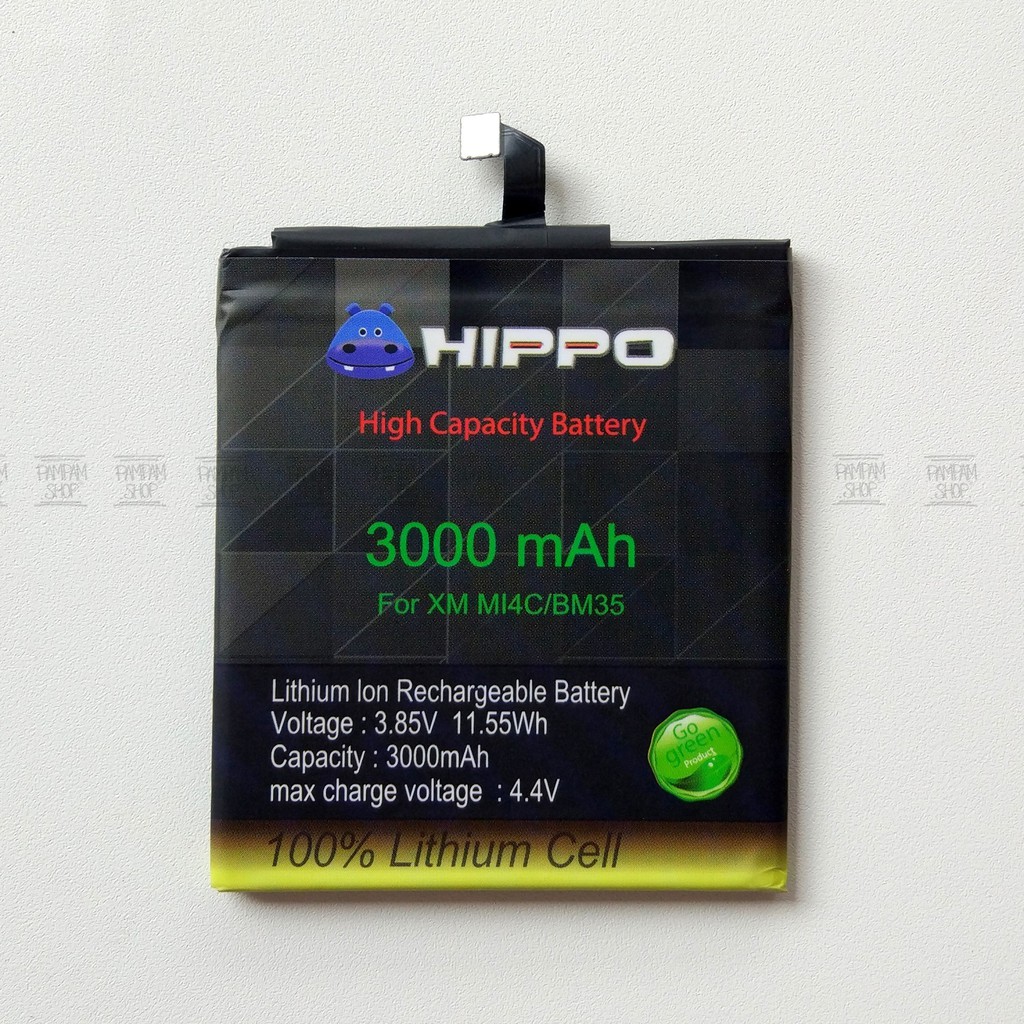 HIPPO
High Capacity Battery
PAMPAM SHOP PAMPAM SHOP PAMPAM SHOP PAMPAM SHOP
3000 mAh
For XM MI4C/BM35
Lithium Ion Rechargeable Battery
Voltage : 3.85V 11.55Wh
Capacity : 3000mAh
max charge voltage : 4.4V
Go
green
Product
100% Lithium Cell